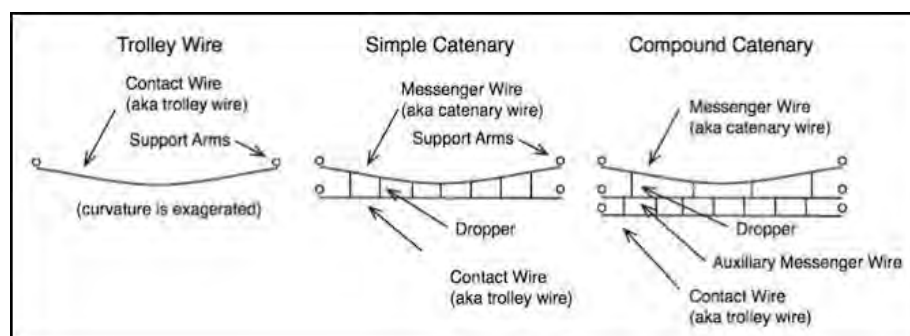 Trolley Wire
Contact Wire
(aka trolley wire)
Support Arms
(curvature is exagerated)
Simple Catenary
Messenger Wire
(aka catenary wire)
Support Arms
Dropper
Contact Wire
(aka trolley wire)
Compound Catenary
Messenger Wire
(aka catenary wire)
Dropper
Auxiliary Messenger Wire
Contact Wire
(aka trolley wire)